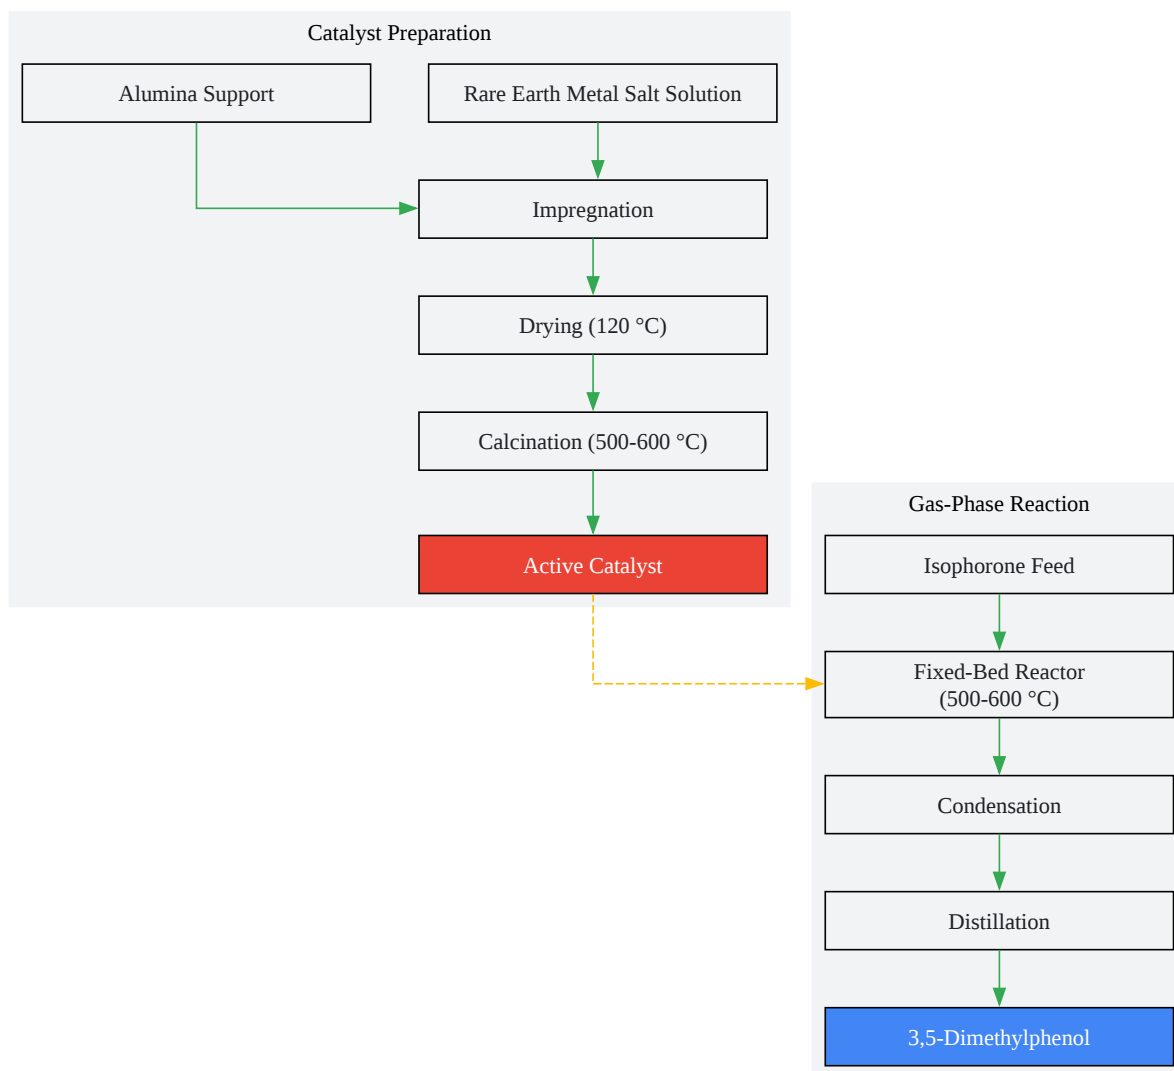 Catalyst Preparation
Alumina Support
Rare Earth Metal Salt Solution
Impregnation
Drying (120 °C)
Calcination (500-600 °C)
Active Catalyst
Gas-Phase Reaction
Isophorone Feed
Fixed-Bed Reactor
(500-600 °C)
Condensation
Distillation
3,5-Dimethylphenol